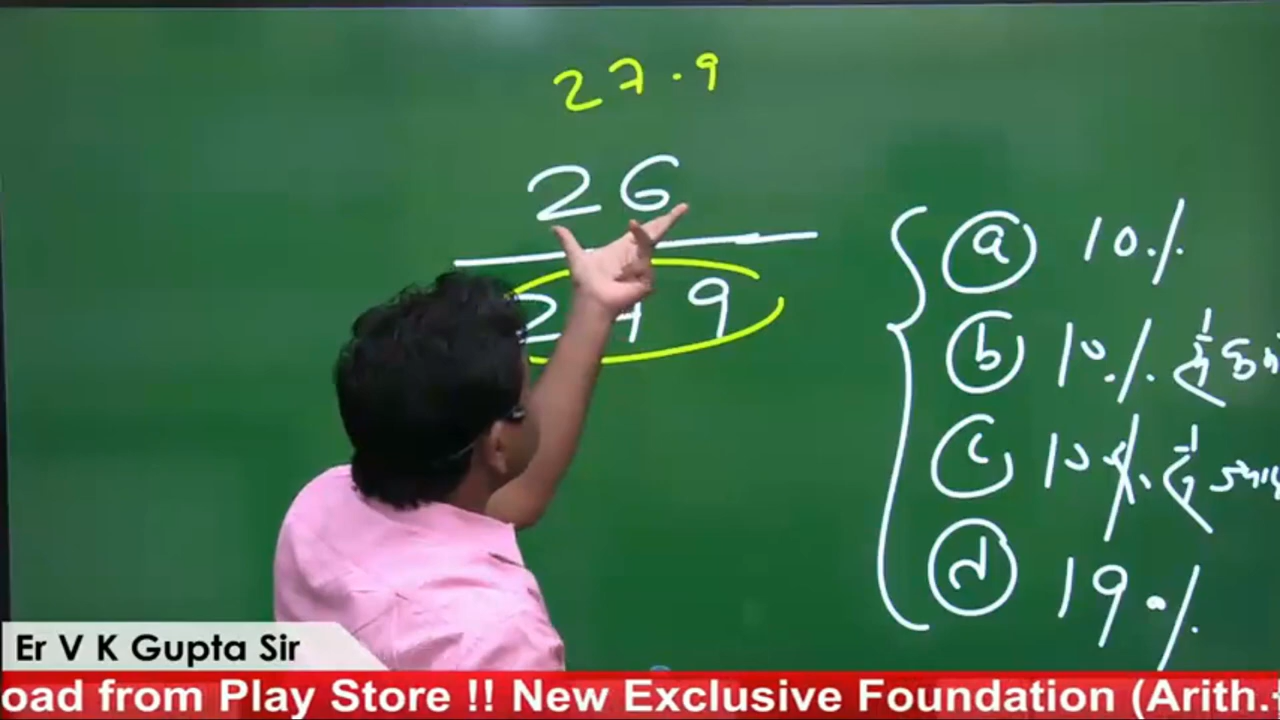 27.9
26
2 9
a 10%
b 10%
c 10%
d 19%
Er V K Gupta Sir
oad from Play Store !! New Exclusive Foundation (Arith.+